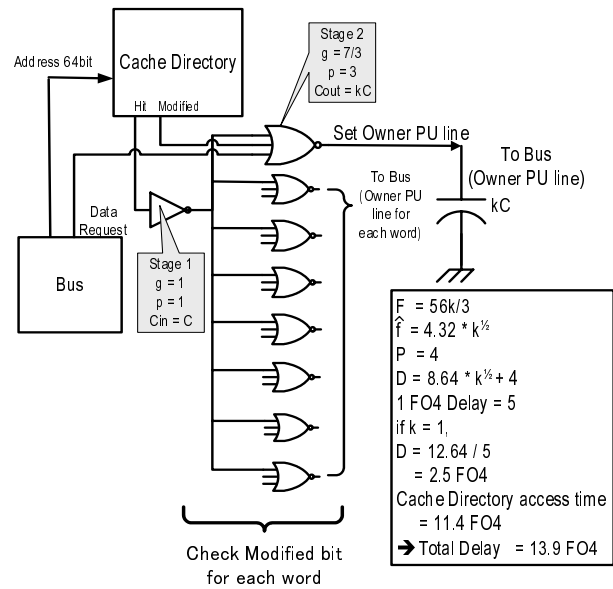 Address 64bit
Cache Directory
Hit Modified
Stage 2
g = 7/3
p = 3
Cout = kC
Set Owner PU line
To Bus
(Owner PU line)
kC
To Bus
(Owner PU
line for
each word)
Data
Request
Bus
Stage 1
g = 1
p = 1
Cin = C
F = 56k/3
f̂ = 4.32 * k½
P = 4
D = 8.64 * k½ + 4
1 FO4 Delay = 5
if k = 1,
D = 12.64 / 5
= 2.5 FO4
Cache Directory access time
= 11.4 FO4
➔ Total Delay = 13.9 FO4
Check Modified bit
for each word